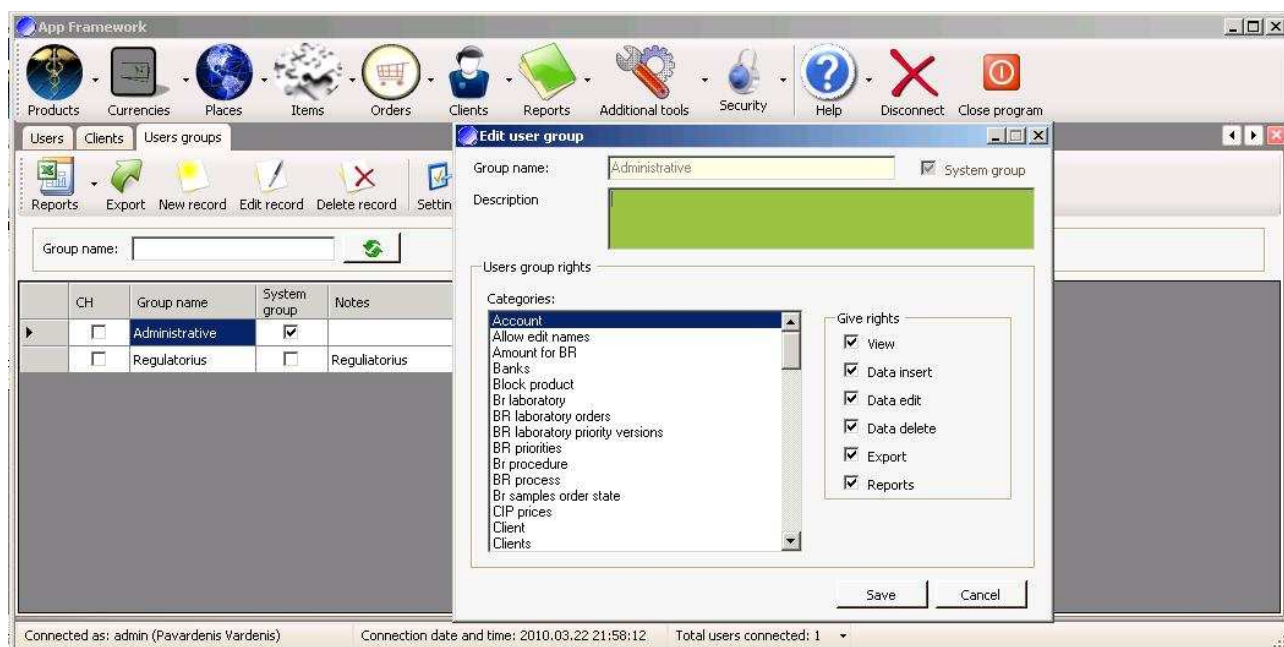 App Framework
Products Currencies Places Items Orders Clients Reports Additional tools Security Help Disconnect Close program
Users Clients Users groups
Reports Export New record Edit record Delete record Settin
Group name:
CH Group name System group Notes
Administrative
Regulatorius Reguliatorius
Edit user group
Group name: Administrative System group
Description
Users group rights
Categories:
Account
Allow edit names
Amount for BR
Banks
Block product
Br laboratory
BR laboratory orders
BR laboratory priority versions
BR priorities
Br procedure
BR process
Br samples order state
CIP prices
Client
Clients
Give rights
View
Data insert
Data edit
Data delete
Export
Reports
Save Cancel
Connected as: admin (Pavardenis Vardenis) Connection date and time: 2010.03.22 21:58:12 Total users connected: 1